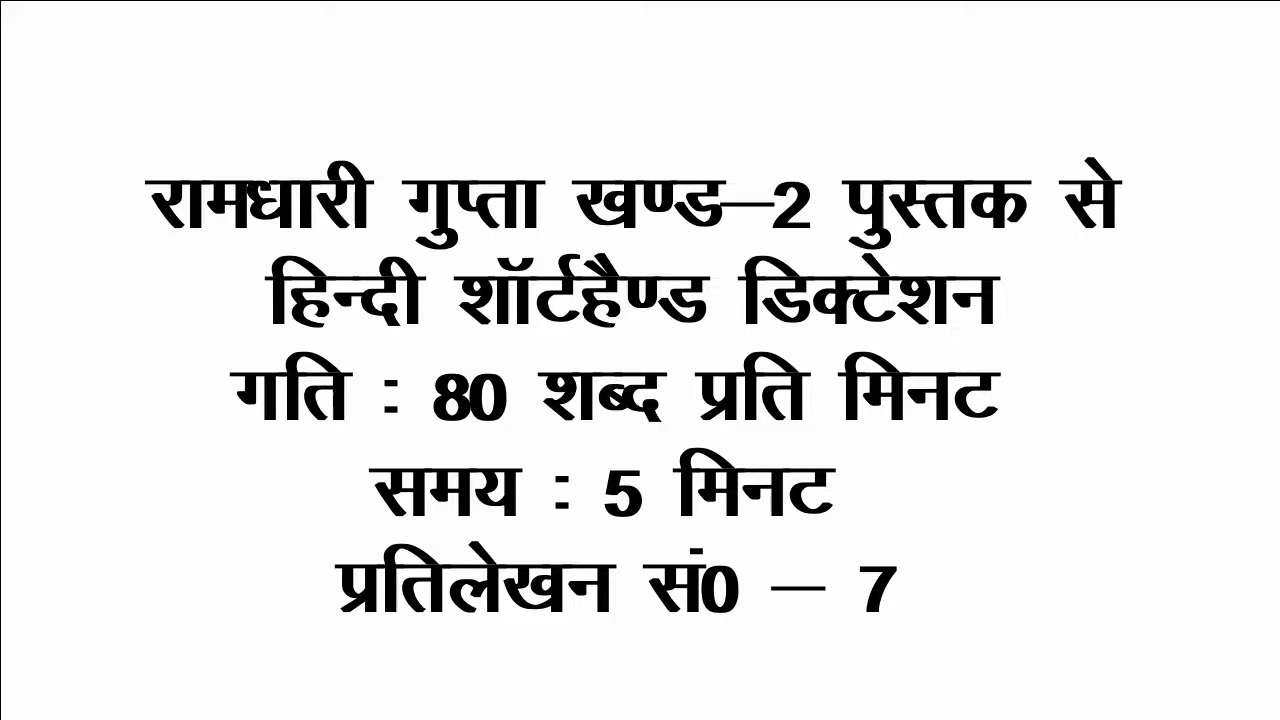 रामधारी गुप्ता खण्ड–2 पुस्तक से
हिन्दी शॉर्टहैण्ड डिक्टेशन
गति : 80 शब्द प्रति मिनट
समय : 5 मिनट
प्रतिलेखन सं0 – 7